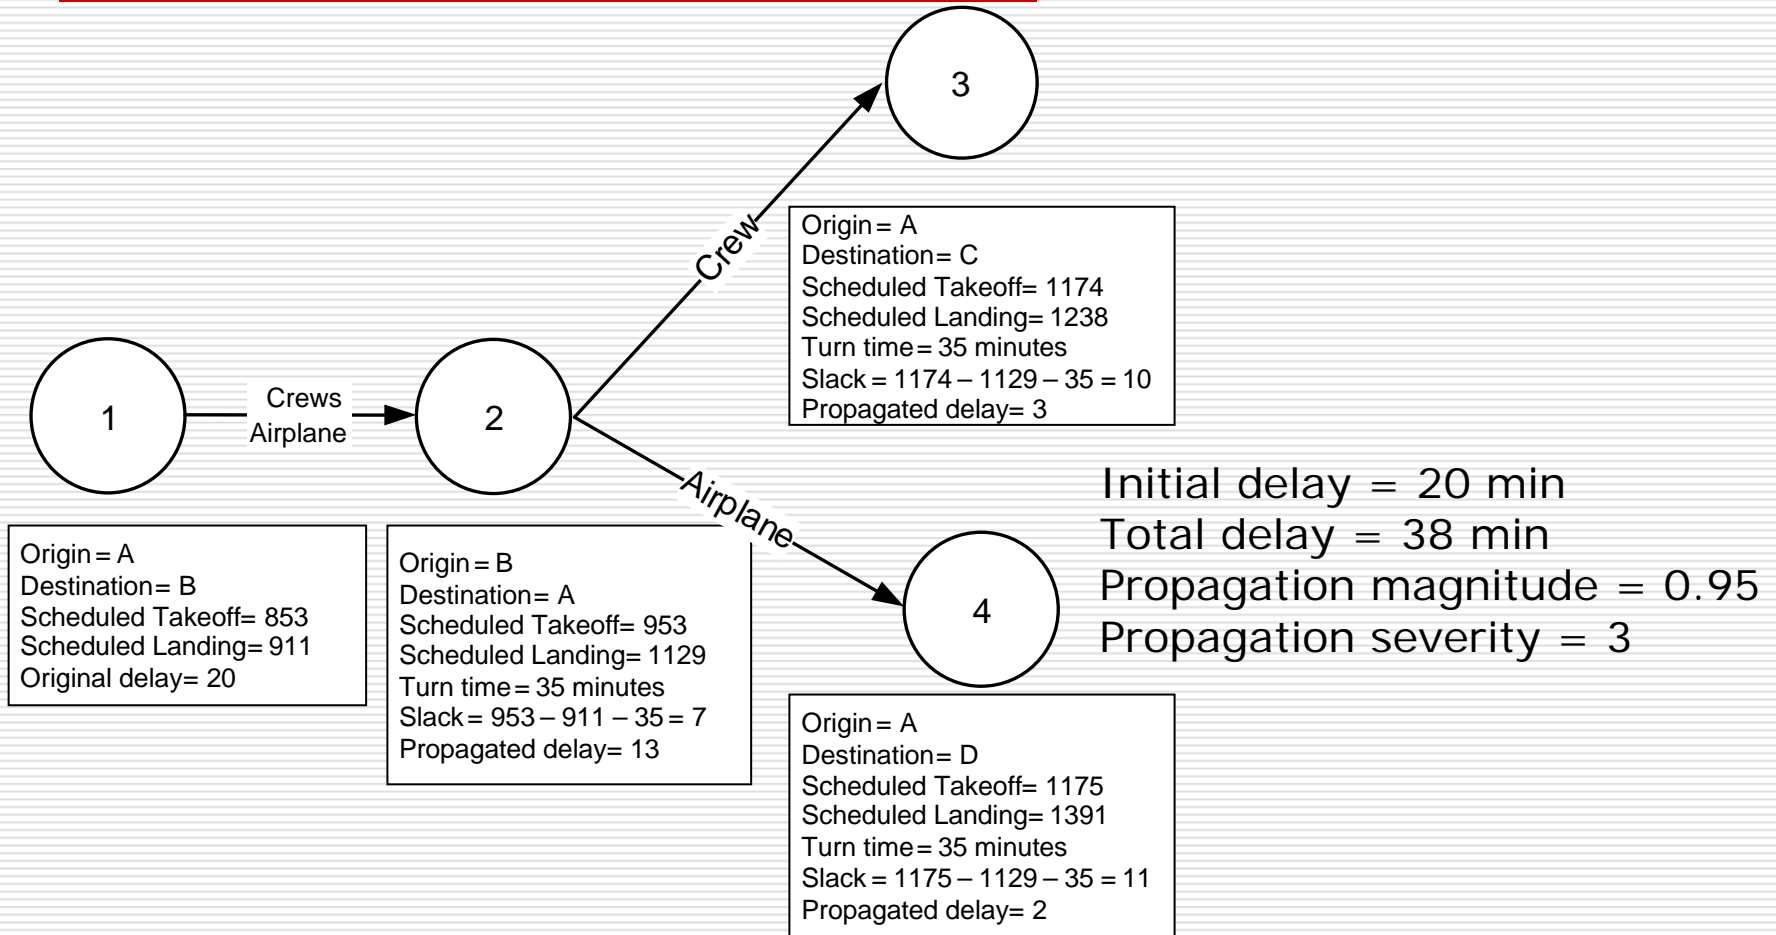 3
Crew
Origin = A
Destination= C
Scheduled Takeoff= 1174
Scheduled Landing= 1238
Turn time = 35 minutes
Slack = 1174 – 1129 – 35 = 10
Propagated delay= 3
1
Crews
Airplane
2
Airplane
4
Origin = A
Destination= B
Scheduled Takeoff= 853
Scheduled Landing= 911
Original delay= 20
Origin = B
Destination= A
Scheduled Takeoff= 953
Scheduled Landing= 1129
Turn time = 35 minutes
Slack = 953 – 911 – 35 = 7
Propagated delay= 13
Origin = A
Destination= D
Scheduled Takeoff= 1175
Scheduled Landing= 1391
Turn time = 35 minutes
Slack = 1175 – 1129 – 35 = 11
Propagated delay= 2
Initial delay = 20 min
Total delay = 38 min
Propagation magnitude = 0.95
Propagation severity = 3